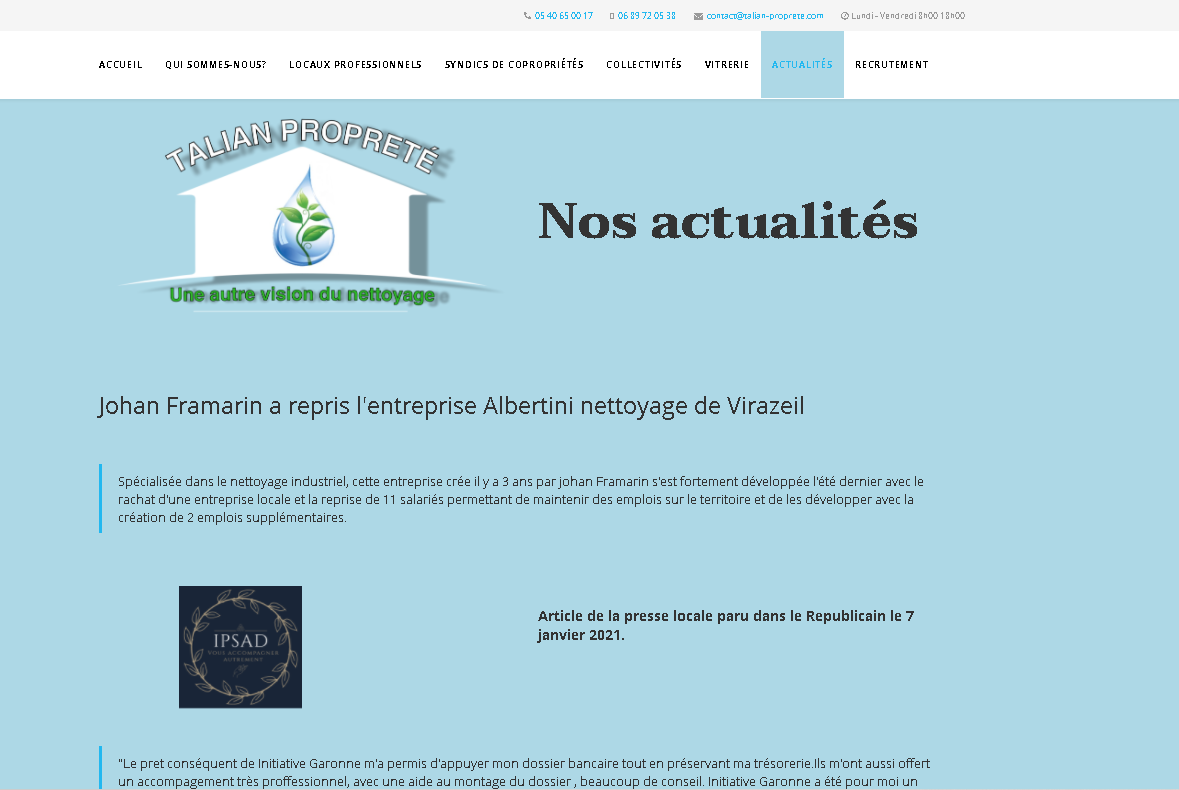 05 40 65 00 17 06 89 72 05 38 contact@talian-proprete.com Lundi - Vendredi 8h00 18h00
ACCUEIL QUI SOMMES-NOUS? LOCAUX PROFESSIONNELS SYNDICS DE COPROPRIÉTÉS COLLECTIVITÉS VITRERIE ACTUALITÉS RECRUTEMENT
TALIAN PROPRETÉ
Une autre vision du nettoyage
Nos actualités
Johan Framarin a repris l'entreprise Albertini nettoyage de Virazeil
Spécialisée dans le nettoyage industriel, cette entreprise crée il y a 3 ans par johan Framarin s'est fortement développée l'été dernier avec le
rachat d'une entreprise locale et la reprise de 11 salariés permettant de maintenir des emplois sur le territoire et de les développer avec la
création de 2 emplois supplémentaires.
IPSAD
VOUS ACCOMPAGNER
AUTREMENT
Article de la presse locale paru dans le Republicain le 7
janvier 2021.
"Le pret conséquent de Initiative Garonne m'a permis d'appuyer mon dossier bancaire tout en préservant ma trésorerie.Ils m'ont aussi offert
un accompagement très proffessionnel, avec une aide au montage du dossier , beaucoup de conseil. Initiative Garonne a été pour moi un